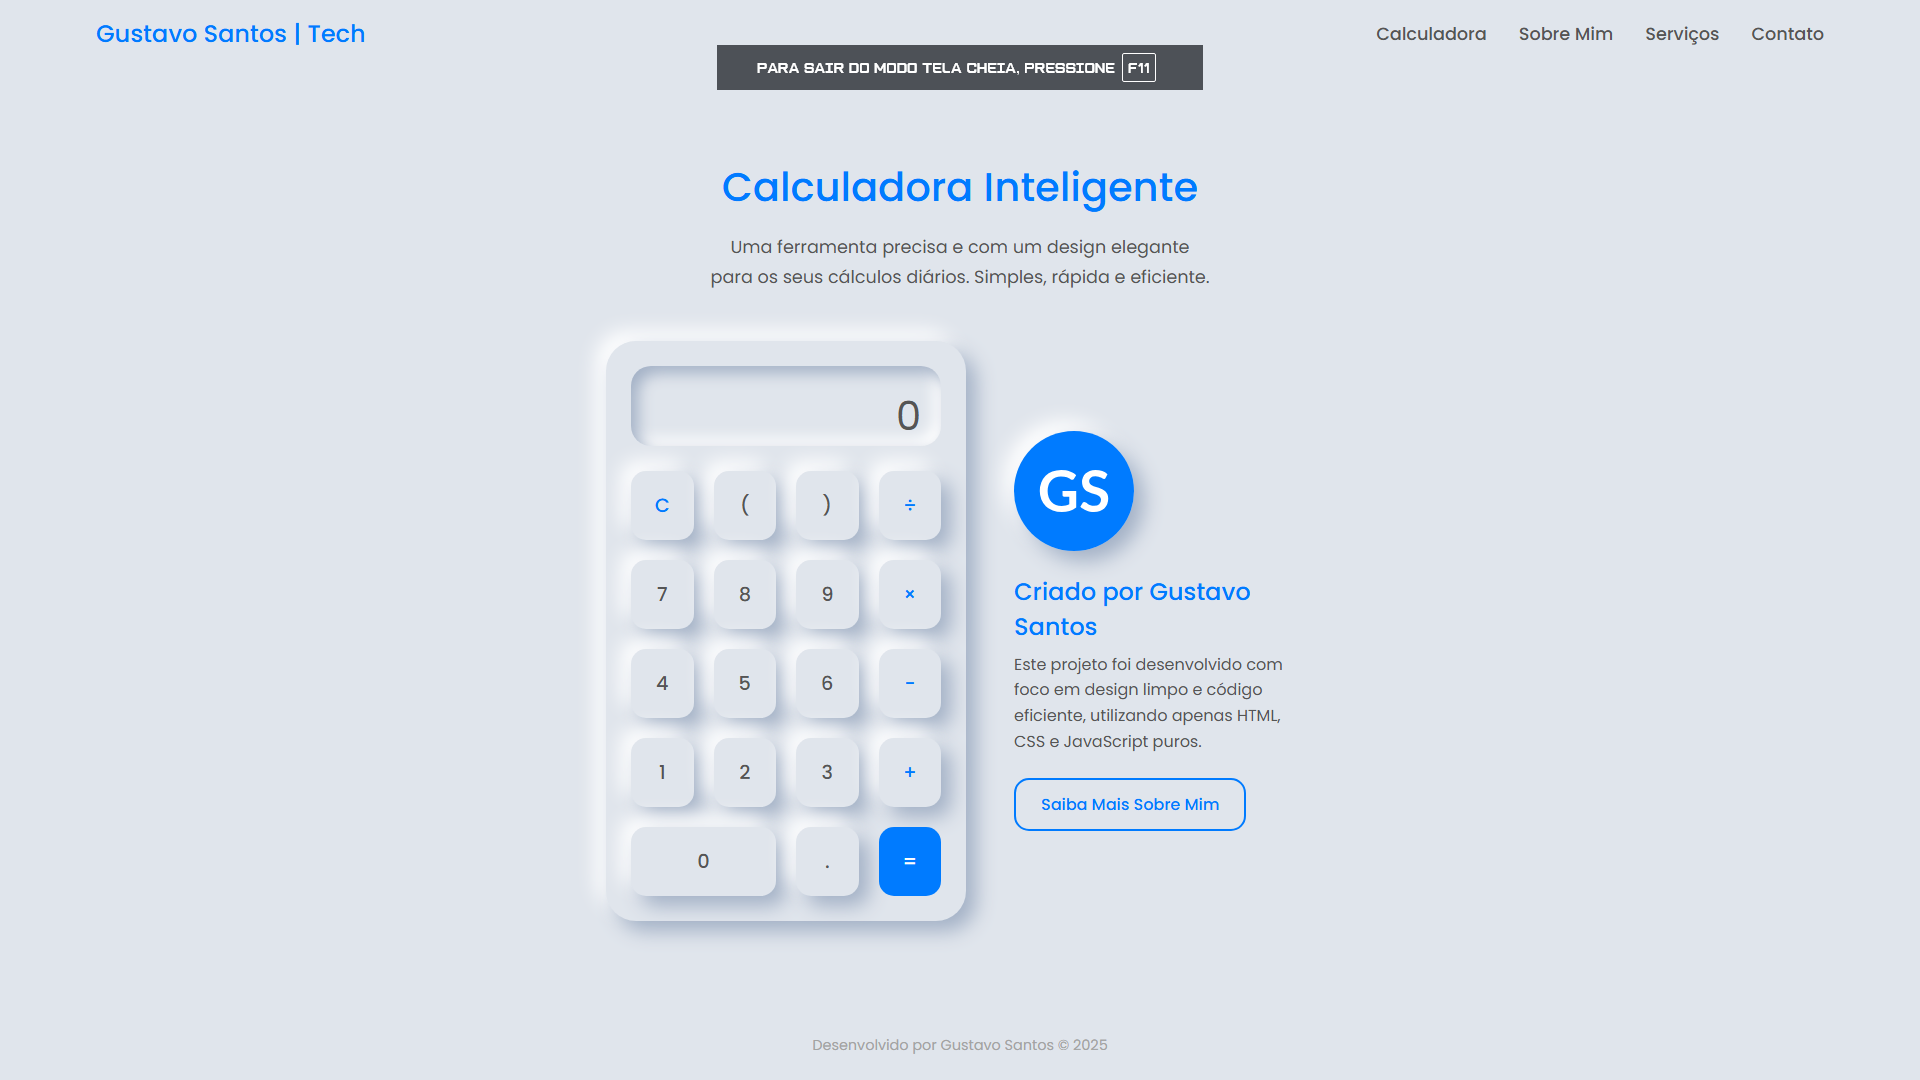 Gustavo Santos | Tech
Calculadora Sobre Mim Serviços Contato
PARA SAIR DO MODO TELA CHEIA, PRESSIONE F11
Calculadora Inteligente
Uma ferramenta precisa e com um design elegante
para os seus cálculos diários. Simples, rápida e eficiente.
0
C ( ) ÷
7 8 9 ×
4 5 6 −
1 2 3 +
0 . =
GS
Criado por Gustavo
Santos
Este projeto foi desenvolvido com
foco em design limpo e código
eficiente, utilizando apenas HTML,
CSS e JavaScript puros.
Saiba Mais Sobre Mim
Desenvolvido por Gustavo Santos © 2025